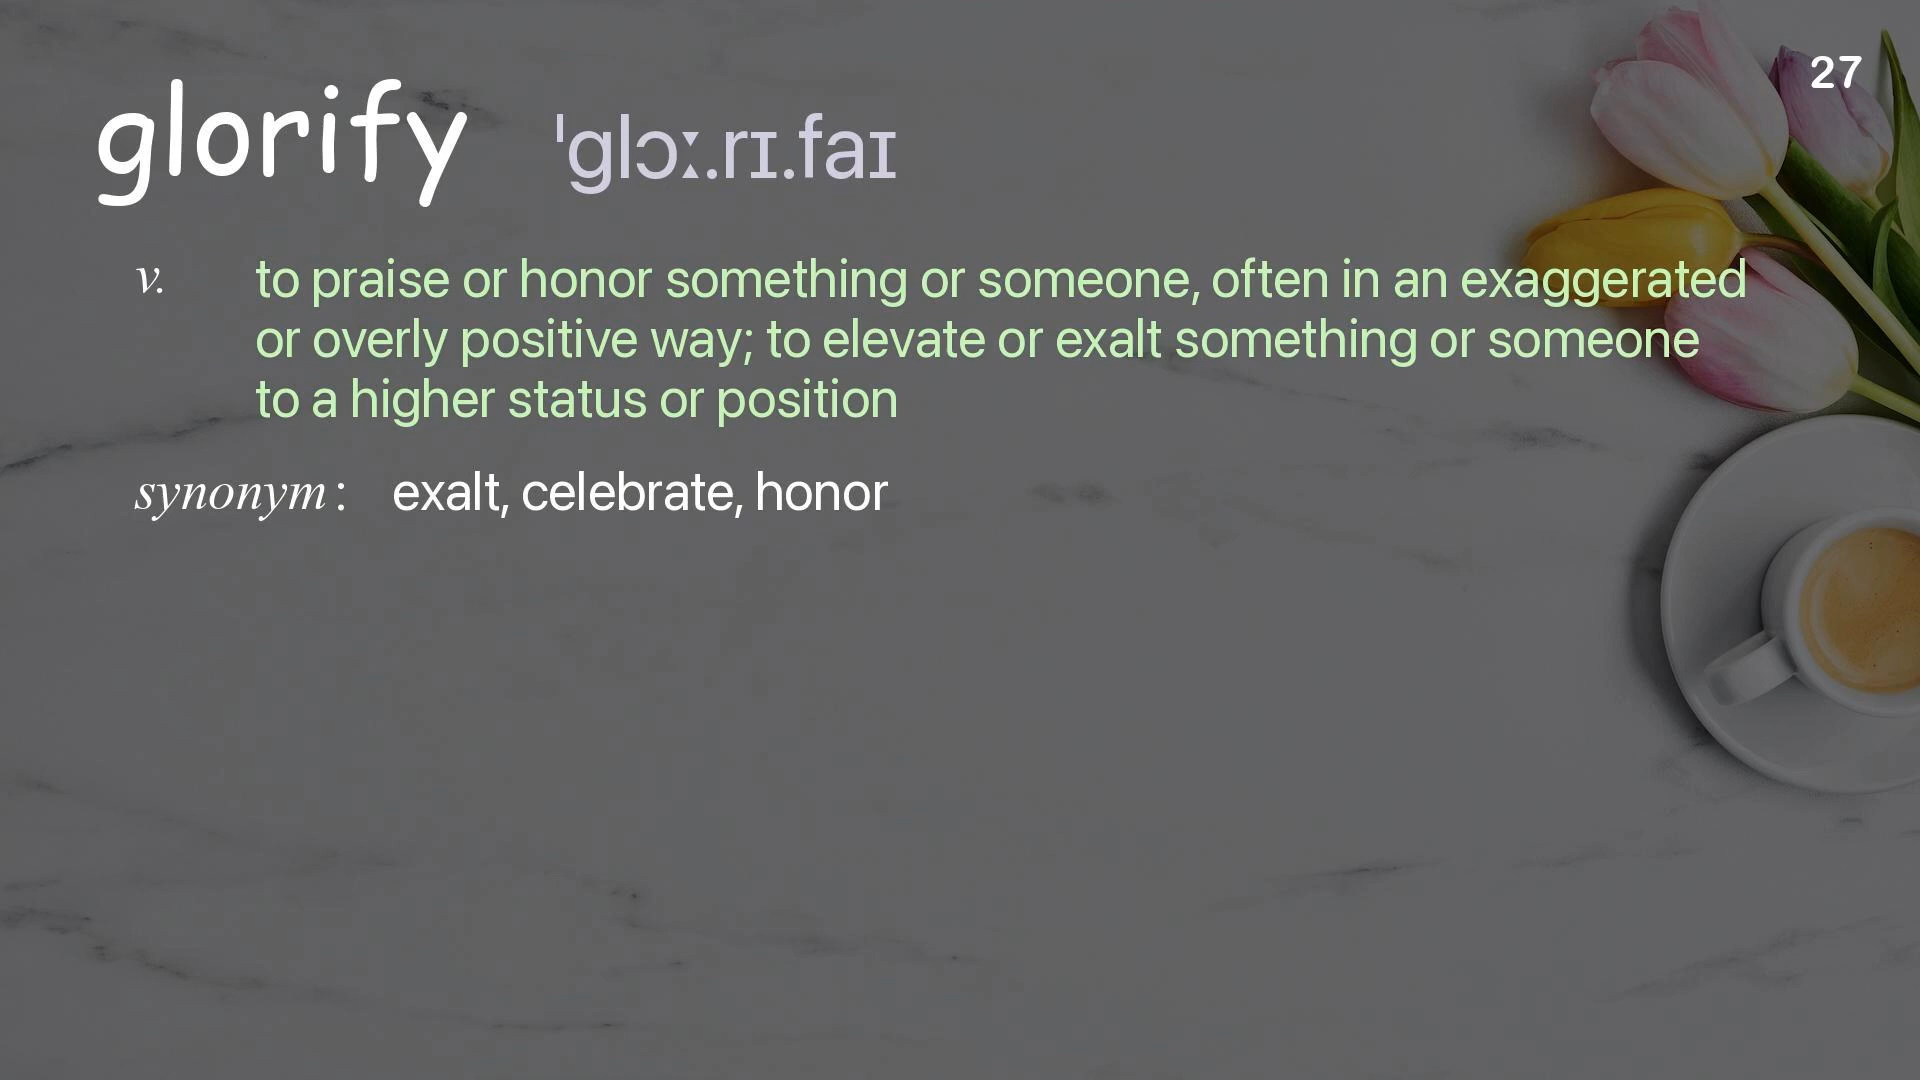 27
glorify ˈɡlɔː.rɪ.faɪ
v. to praise or honor something or someone, often in an exaggerated
or overly positive way; to elevate or exalt something or someone
to a higher status or position
synonym : exalt, celebrate, honor